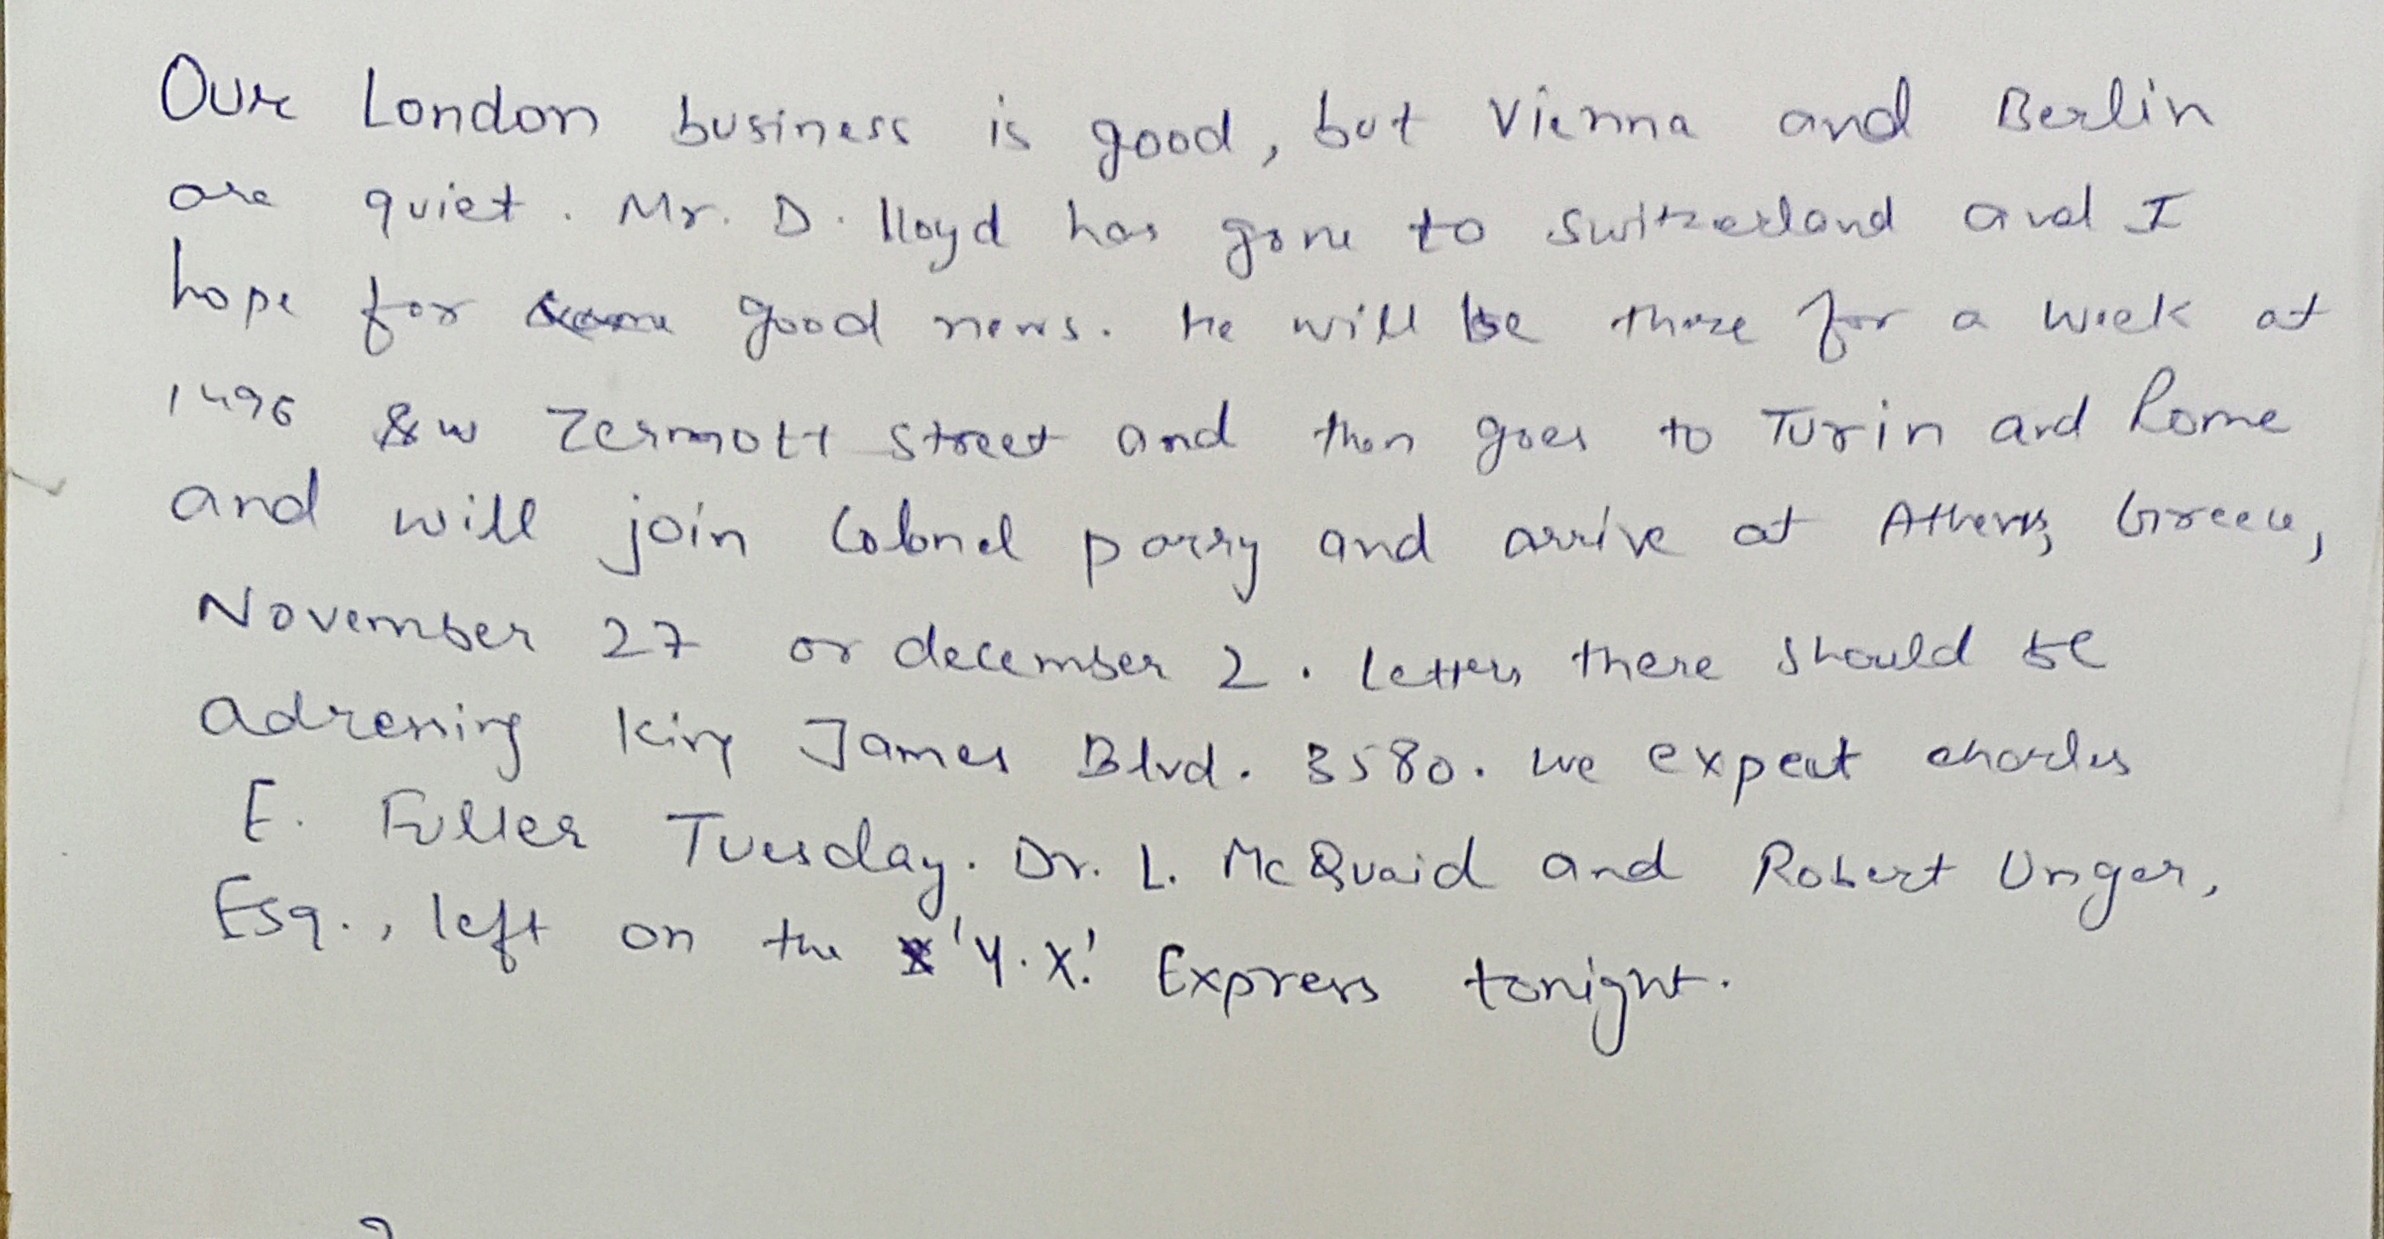 Our London business is good, but Vienna and Berlin
are quiet. Mr. D. lloyd has gone to switzerland and I
hope for good news. he will be there for a week at
1496 Zermott street and then goes to Turin and Rome
and will join Colonel parry and arrive at Athens, Greece,
November 27 or december 2. Letters there should be
adressing King James Blvd. 3580. we expect charles
E. Fuller Tuesday. Dr. L. McQuaid and Robert Unger,
Esq., left on the 'Y.X.' Express tonight.